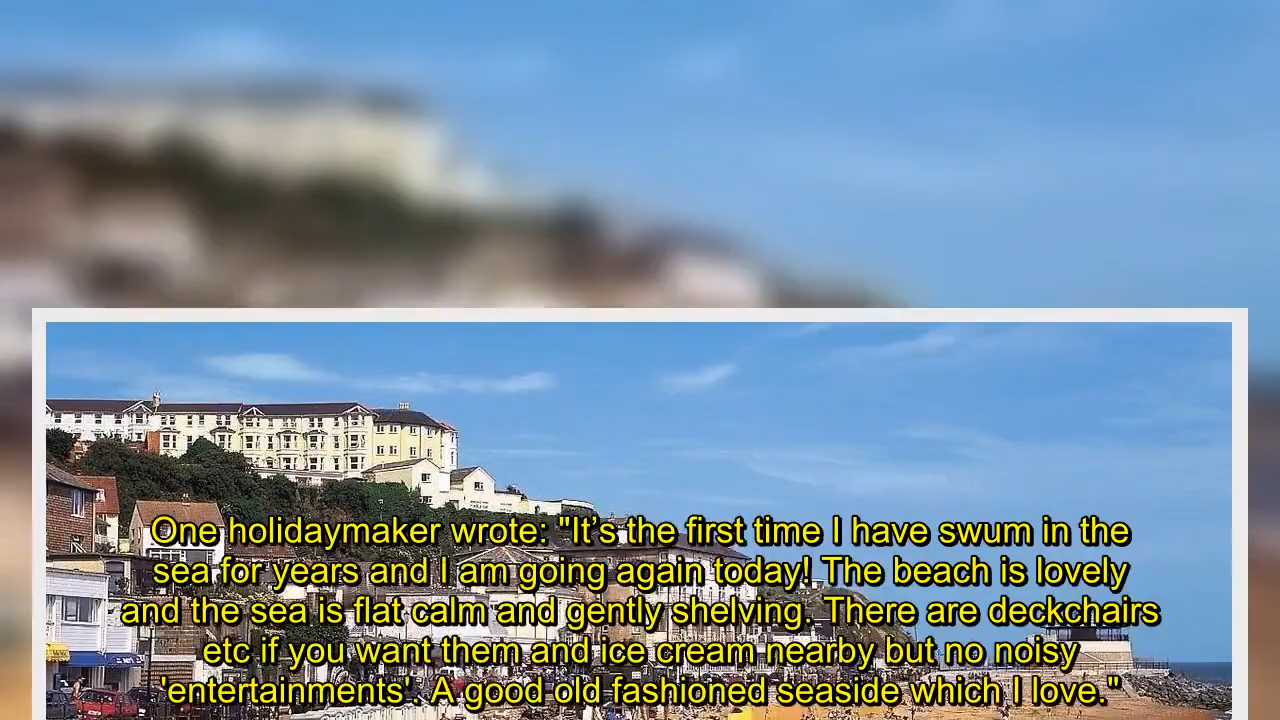 One holidaymaker wrote: "It’s the first time I have swum in the
sea for years and I am going again today! The beach is lovely
and the sea is flat calm and gently shelving. There are deckchairs
etc if you want them and ice cream nearby but no noisy
'entertainments'. A good old fashioned seaside which I love."